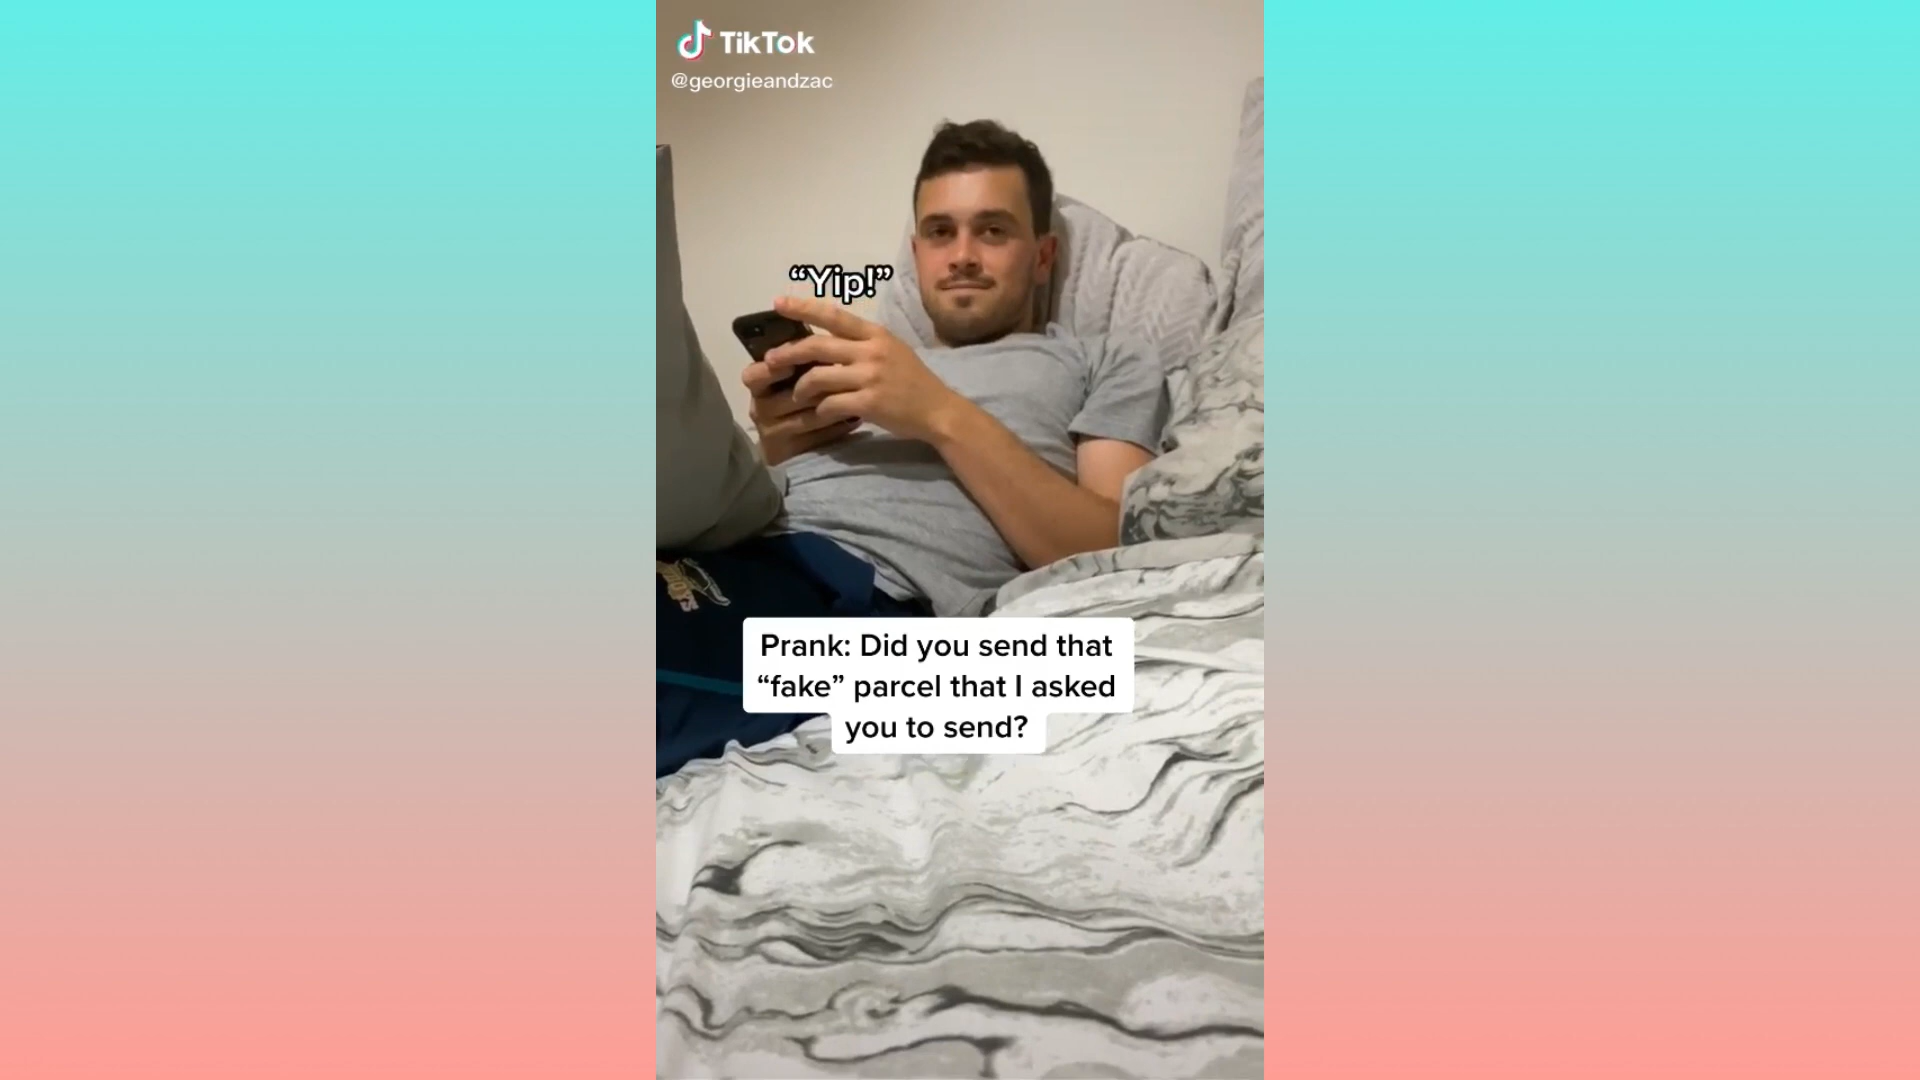 TikTok
@georgieandzac
“Yip!”
Prank: Did you send that
“fake” parcel that I asked
you to send?